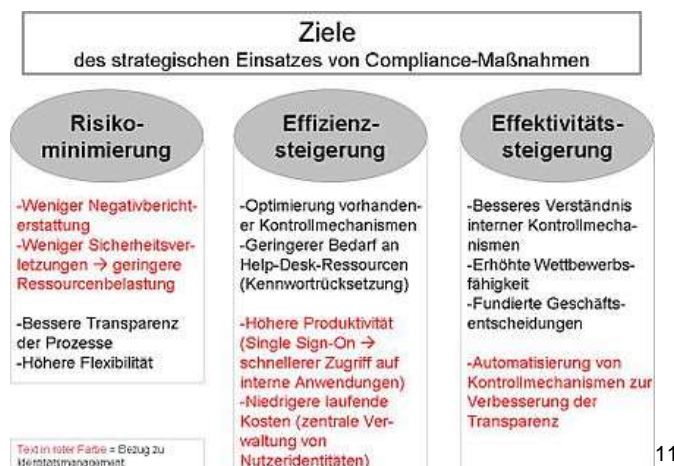 Ziele
des strategischen Einsatzes von Compliance-Maßnahmen
Risiko-
minimierung
-Weniger Negativbericht-
erstattung
-Weniger Sicherheitsver-
letzungen → geringere
Ressourcenbelastung
-Bessere Transparenz
der Prozesse
-Höhere Flexibilität
Text in roter Farbe = Bezug zu
Identitätsmanagement
Effizienz-
steigerung
-Optimierung vorhanden-
er Kontrollmechanismen
-Geringerer Bedarf an
Help-Desk-Ressourcen
(Kennwortrücksetzung)
-Höhere Produktivität
(Single Sign-On →
schnellerer Zugriff auf
interne Anwendungen)
-Niedrigere laufende
Kosten (zentrale Ver-
waltung von
Nutzeridentitäten)
Effektivitäts-
steigerung
-Besseres Verständnis
interner Kontrollmecha-
nismen
-Erhöhte Wettbewerbs-
fähigkeit
-Fundierte Geschäfts-
entscheidungen
-Automatisierung von
Kontrollmechanismen zur
Verbesserung der
Transparenz
11